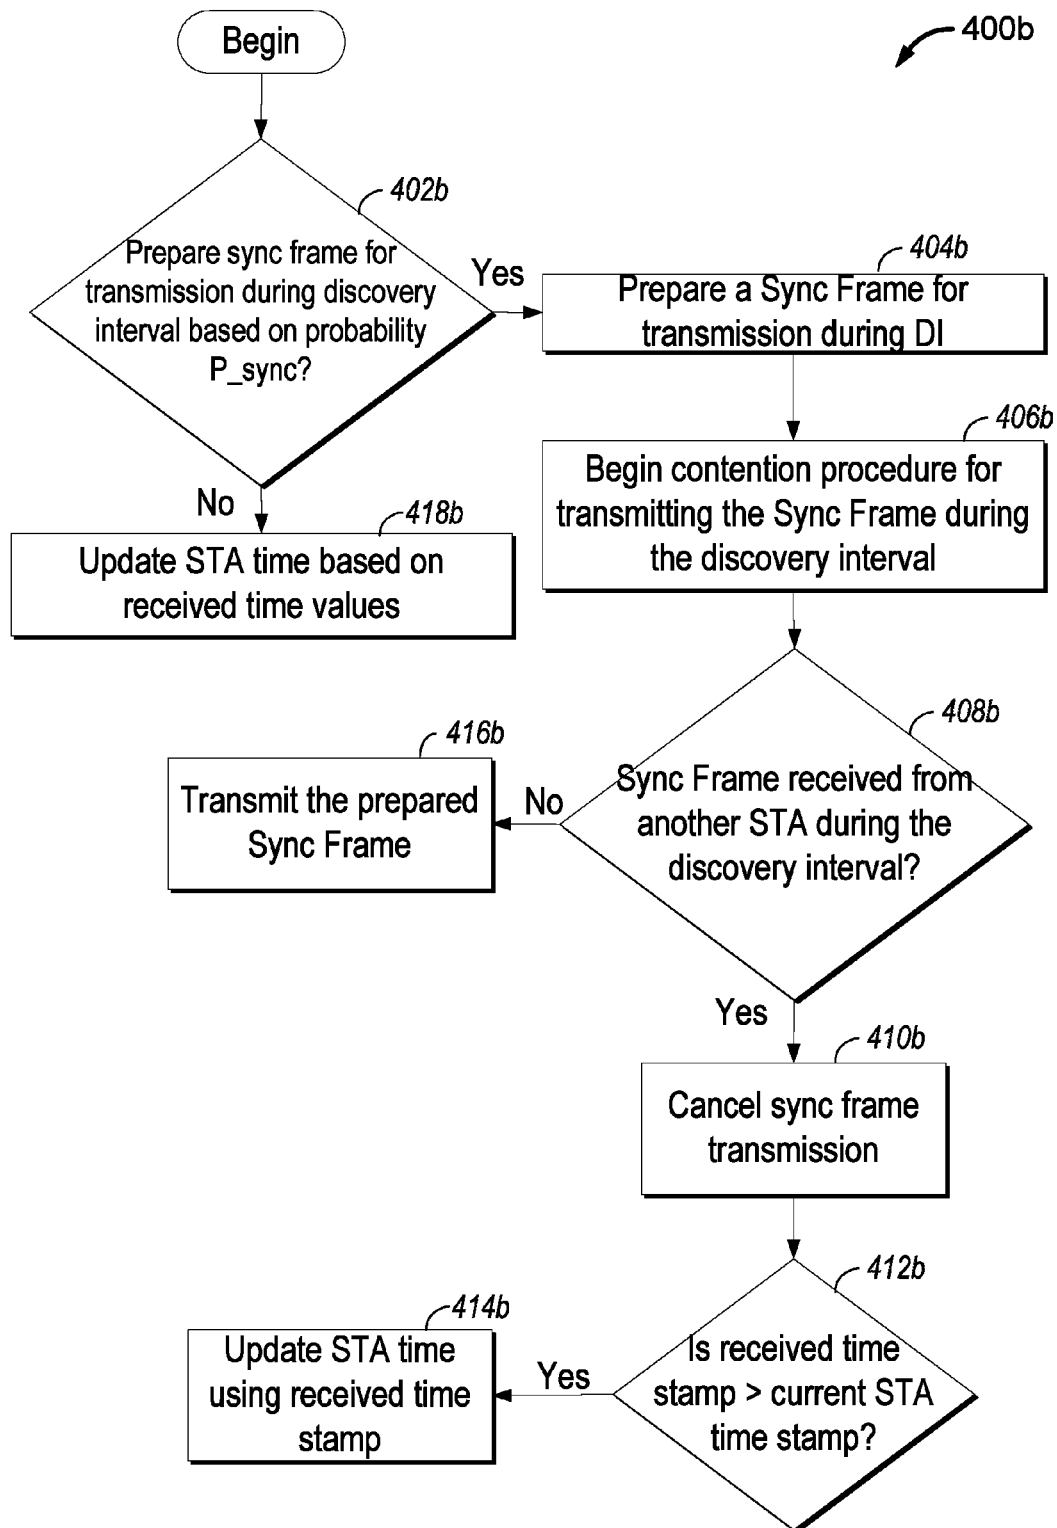 Begin
400b
402b
Prepare sync frame for
transmission during discovery
interval based on probability
P_sync?
Yes
404b
Prepare a Sync Frame for
transmission during DI
406b
Begin contention procedure for
transmitting the Sync Frame during
the discovery interval
No
418b
Update STA time based on
received time values
408b
Sync Frame received from
another STA during the
discovery interval?
No
416b
Transmit the prepared
Sync Frame
Yes
410b
Cancel sync frame
transmission
412b
Is received time
stamp > current STA
time stamp?
Yes
414b
Update STA time
using received time
stamp